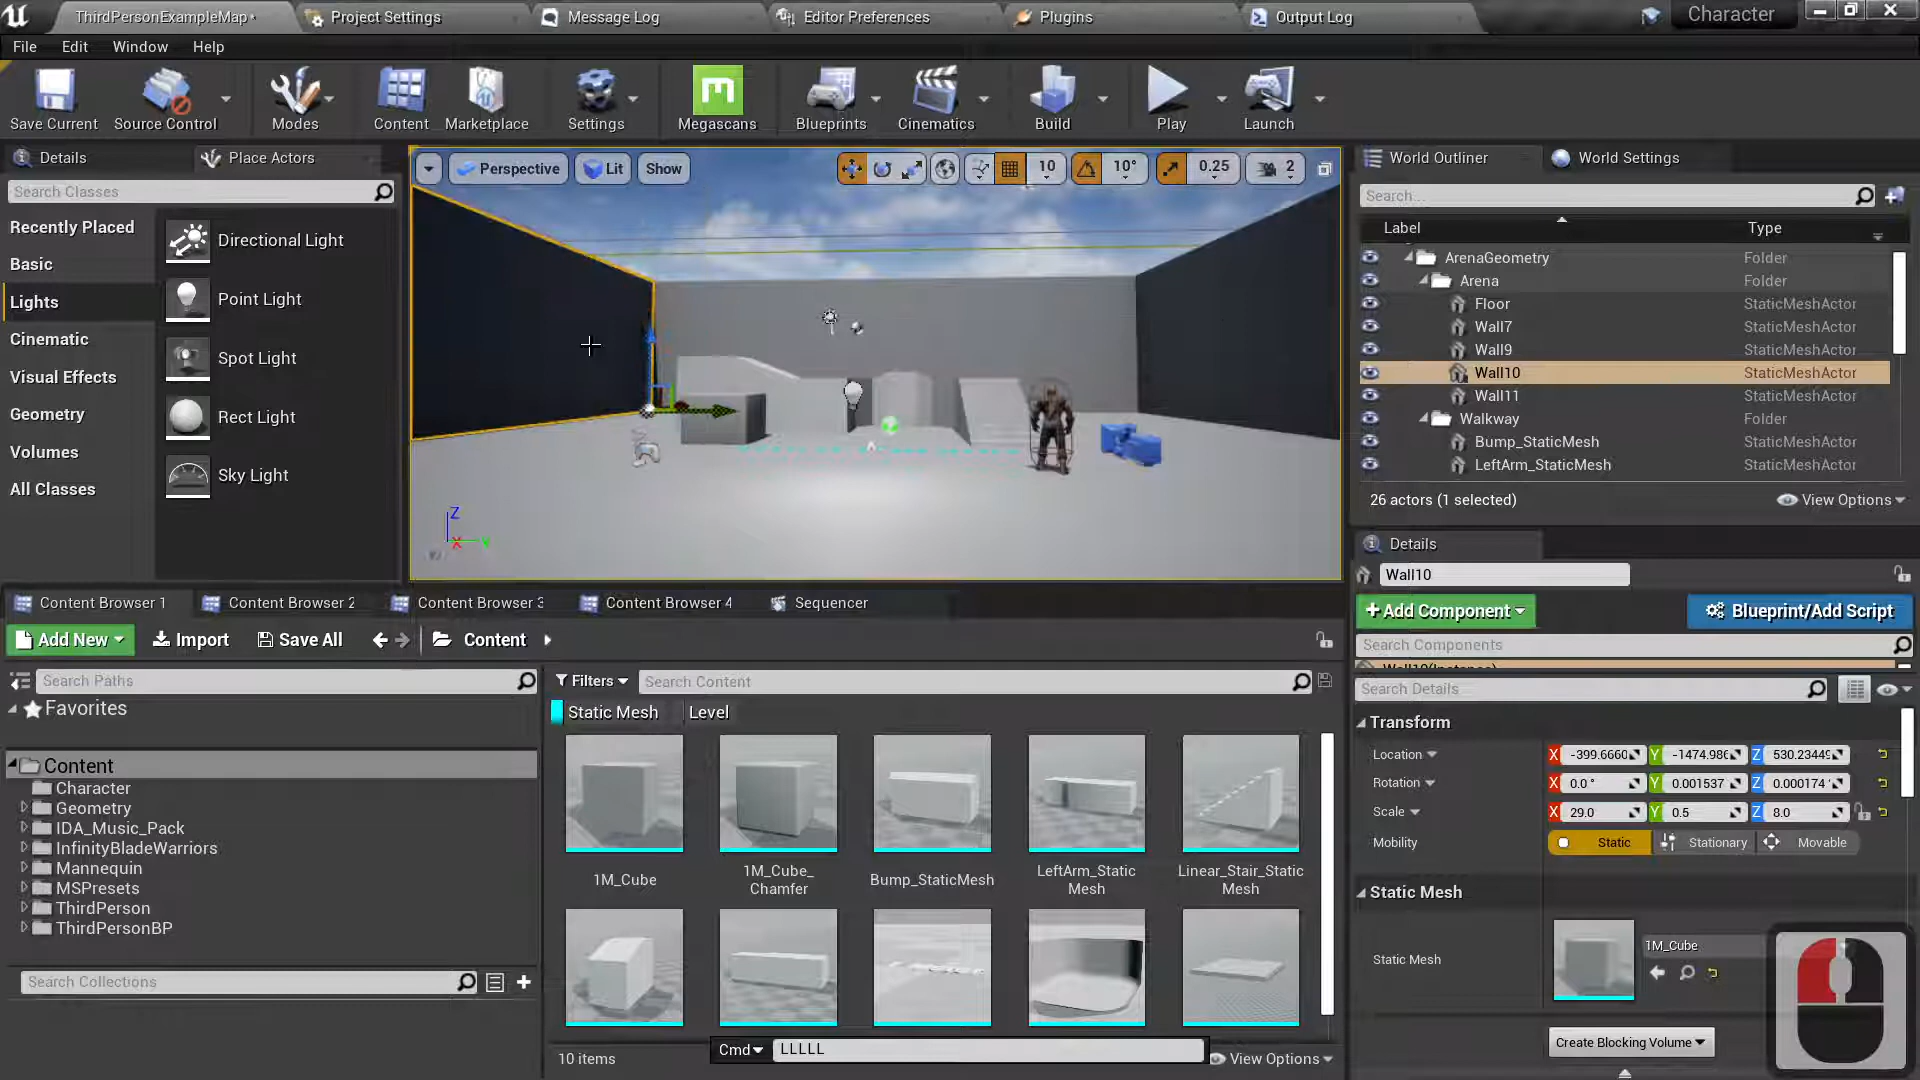 ThirdPersonExampleMap*
Project Settings
Message Log
Editor Preferences
Plugins
Output Log
Character
File
Edit
Window
Help
Save Current
Source Control
Modes
Content
Marketplace
Settings
Megascans
Blueprints
Cinematics
Build
Play
Launch
Details
Place Actors
Search Classes
Recently Placed
Basic
Lights
Cinematic
Visual Effects
Geometry
Volumes
All Classes
Directional Light
Point Light
Spot Light
Rect Light
Sky Light
Perspective
Lit
Show
10
10°
0.25
2
Z
X
World Outliner
World Settings
Search...
Label
Type
ArenaGeometry
Folder
Arena
Folder
Floor
StaticMeshActor
Wall7
StaticMeshActor
Wall9
StaticMeshActor
Wall10
StaticMeshActor
Wall11
StaticMeshActor
Walkway
Folder
Bump_StaticMesh
StaticMeshActor
LeftArm_StaticMesh
StaticMeshActor
26 actors (1 selected)
View Options
Details
Wall10
+Add Component
Blueprint/Add Script
Search Components
Search Details
Transform
Location
X
-399.6660
Y
-1474.986
Z
530.23449
Rotation
X
0.0 °
Y
0.001537
Z
0.000174 °
Scale
X
29.0
Y
0.5
Z
8.0
Mobility
Static
Stationary
Movable
Static Mesh
Static Mesh
1M_Cube
Create Blocking Volume
Content Browser 1
Content Browser 2
Content Browser 3
Content Browser 4
Sequencer
Add New
Import
Save All
Content
Search Paths
Favorites
Content
Character
Geometry
IDA_Music_Pack
InfinityBladeWarriors
Mannequin
MSPresets
ThirdPerson
ThirdPersonBP
Search Collections
Filters
Search Content
Static Mesh
Level
1M_Cube
1M_Cube_
Chamfer
Bump_StaticMesh
LeftArm_Static
Mesh
Linear_Stair_Static
Mesh
10 items
Cmd
LLLLL
View Options